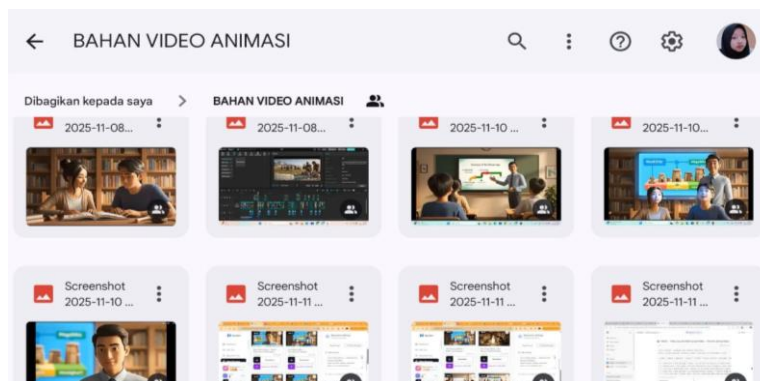 BAHAN VIDEO ANIMASI
Dibagikan kepada saya > BAHAN VIDEO ANIMASI
2025-11-08...
2025-11-08...
2025-11-10 ...
2025-11-10...
Screenshot
2025-11-10 ...
Screenshot
2025-11-11 ...
Screenshot
2025-11-11 ...
Screenshot
2025-11-11 ...